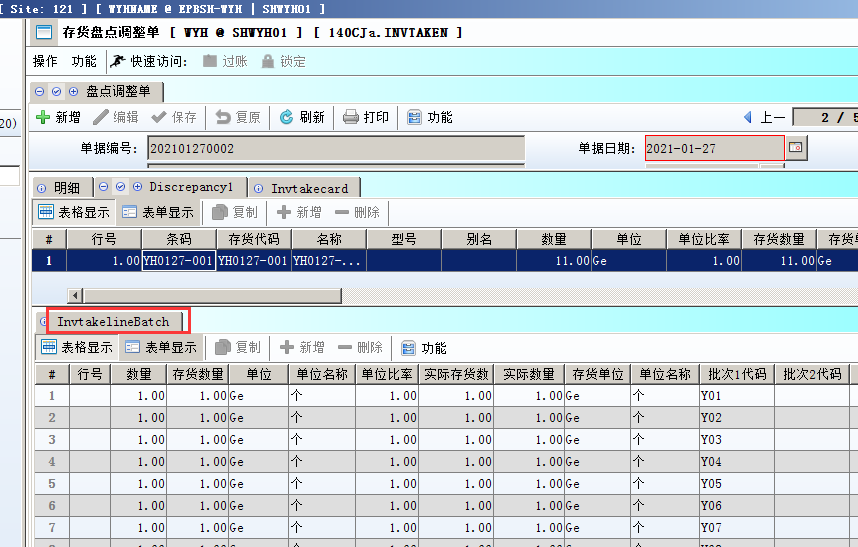 [ Site: 121 ] [ WYHNAME @ EPBSH-WYH | SHWYH01 ]
存货盘点调整单 [ WYH @ SHWYH01 ] [ 140CJa.INVTAKEN ]
操作 功能 快速访问: 过账 锁定
盘点调整单
20)
新增 编辑 保存 复原 刷新 打印 功能 上一 2 / 5
单据编号: 202101270002 单据日期: 2021-01-27
明细 Discrepancy1 Invtakecard
表格显示 表单显示 复制 新增 删除
# 行号 条码 存货代码 名称 型号 别名 数量 单位 单位比率 存货数量 存货单
1 1.00 YH0127-001 YH0127-001 YH0127-... 11.00 Ge 1.00 11.00 Ge
InvtakelineBatch
表格显示 表单显示 复制 新增 删除 功能
# 行号 数量 存货数量 单位 单位名称 单位比率 实际存货数 实际数量 存货单位 单位名称 批次1代码 批次2代码
1 1.00 1.00 Ge 个 1.00 1.00 1.00 Ge 个 Y01
2 1.00 1.00 Ge 个 1.00 1.00 1.00 Ge 个 Y02
3 1.00 1.00 Ge 个 1.00 1.00 1.00 Ge 个 Y03
4 1.00 1.00 Ge 个 1.00 1.00 1.00 Ge 个 Y04
5 1.00 1.00 Ge 个 1.00 1.00 1.00 Ge 个 Y05
6 1.00 1.00 Ge 个 1.00 1.00 1.00 Ge 个 Y06
7 1.00 1.00 Ge 个 1.00 1.00 1.00 Ge 个 Y07